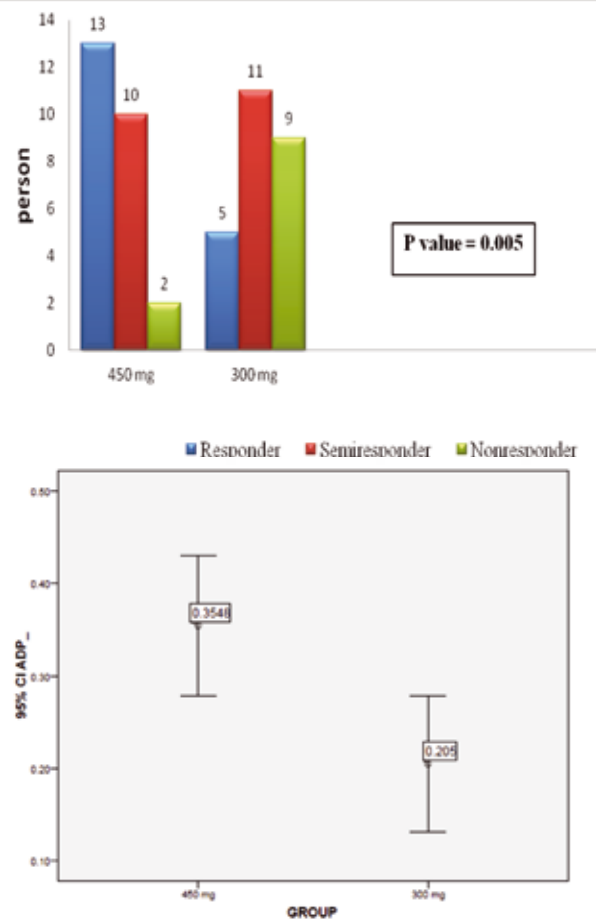 14
13
12
11
10
10
9
8
person
6
5
4
2
2
0
P value = 0.005
450 mg
300 mg
Responder
Semiresponder
Nonresponder
0.50
0.40
0.3548
0.30
95% CI ADP_
0.205
0.20
0.10
450 mg
300 mg
GROUP